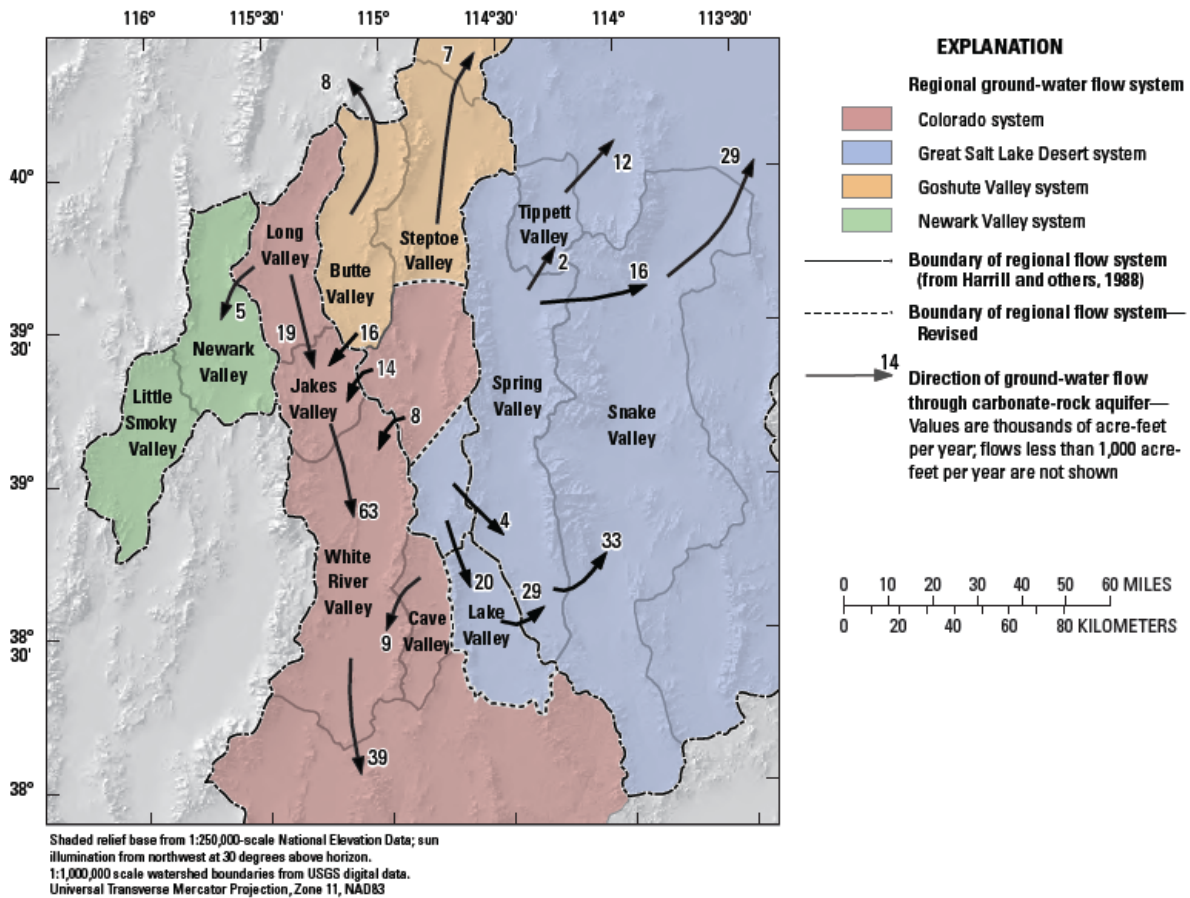 116°
115°30'
115°
114°30'
114°
113°30'
40°
39°
30'
39°
38°
30'
38°
8
7
12
29
Tippett
Valley
Long
Valley
Steptoe
Valley
2
16
Butte
Valley
5
19
16
Newark
Valley
14
Jakes
Valley
Spring
Valley
Snake
Valley
Little
Smoky
Valley
8
63
4
33
White
River
Valley
20
29
Lake
Valley
Cave
Valley
9
39
EXPLANATION
Regional ground-water flow system
Colorado system
Great Salt Lake Desert system
Goshute Valley system
Newark Valley system
Boundary of regional flow system
(from Harrill and others, 1988)
Boundary of regional flow system—
Revised
14
Direction of ground-water flow
through carbonate-rock aquifer—
Values are thousands of acre-feet
per year; flows less than 1,000 acre-
feet per year are not shown
0 10 20 30 40 50 60 MILES
0 20 40 60 80 KILOMETERS
Shaded relief base from 1:250,000-scale National Elevation Data; sun
illumination from northwest at 30 degrees above horizon.
1:1,000,000 scale watershed boundaries from USGS digital data.
Universal Transverse Mercator Projection, Zone 11, NAD83